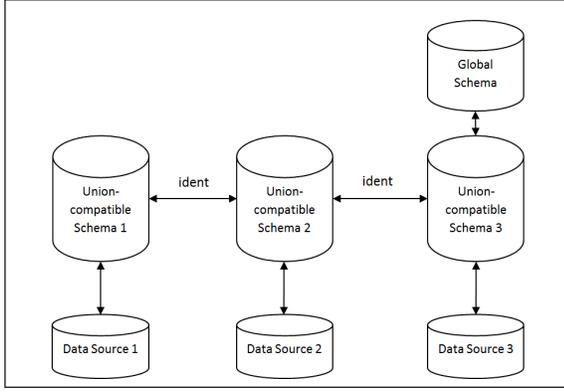 Global
Schema
Union-
compatible
Schema 1
ident
Union-
compatible
Schema 2
ident
Union-
compatible
Schema 3
Data Source 1
Data Source 2
Data Source 3